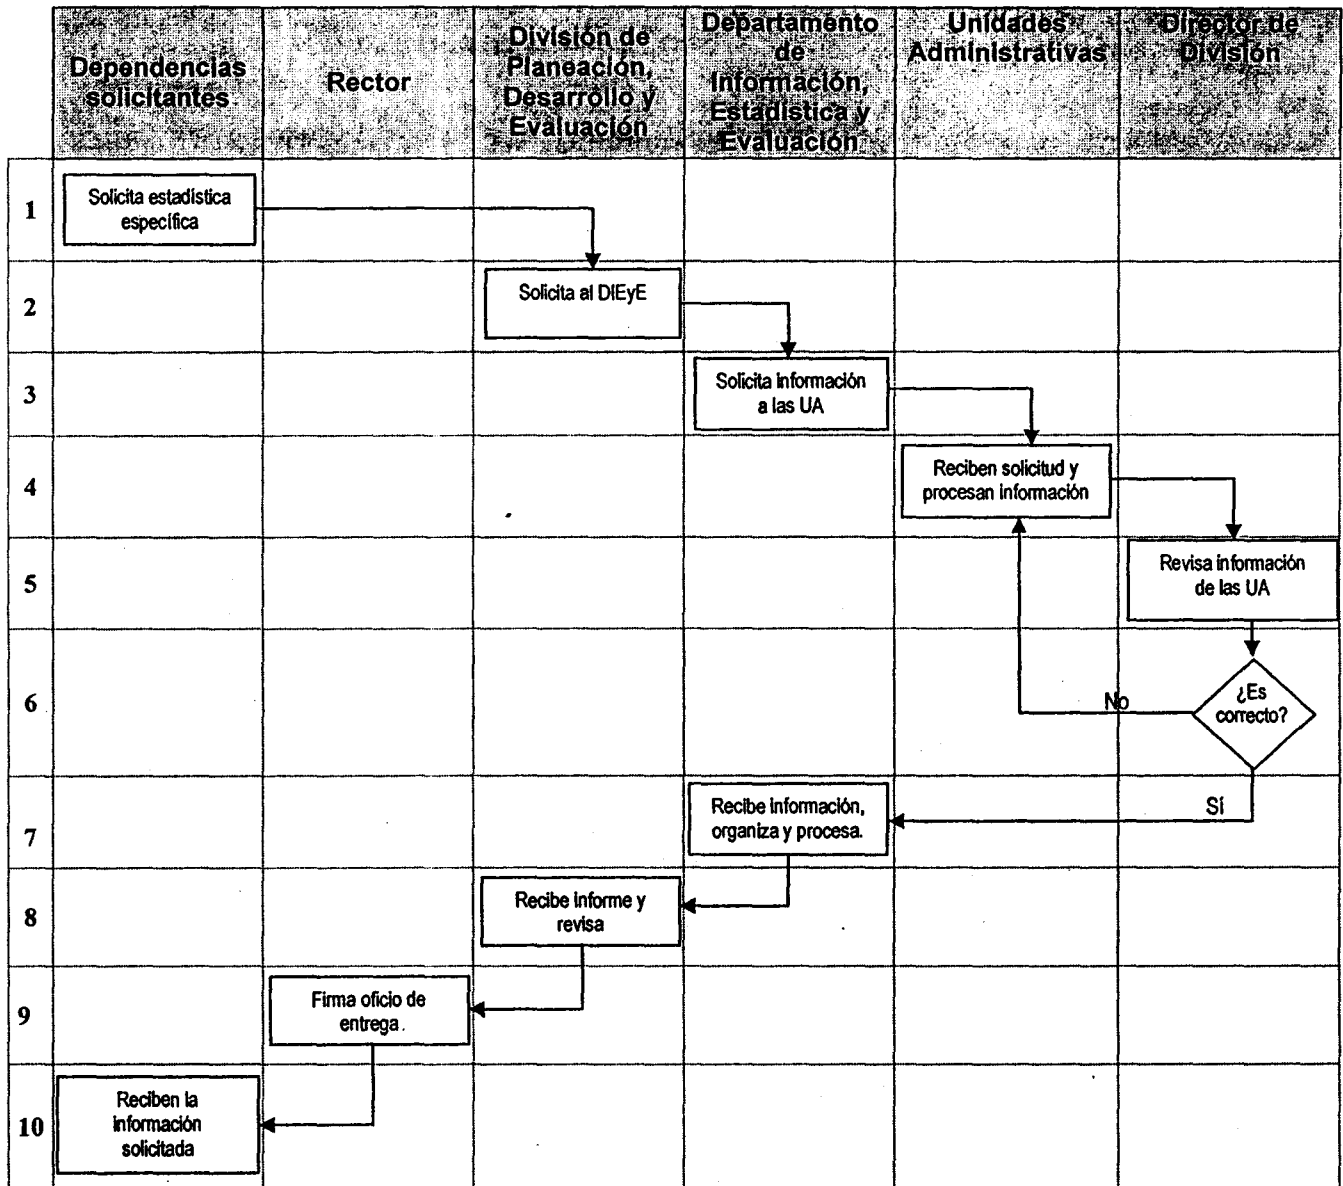 Dependencias
solicitantes
Rector
División de
Planeación,
Desarrollo y
Evaluación
Departamento
de
Información,
Estadística y
Evaluación
Unidades
Administrativas
Director de
División
1
Solicita estadística
específica
2
Solicita al DIEyE
3
Solicita información
a las UA
4
Reciben solicitud y
procesan información
5
Revisa información
de las UA
6
No
¿Es
correcto?
7
Recibe información,
organiza y procesa.
Sí
8
Recibe informe y
revisa
9
Firma oficio de
entrega.
10
Reciben la
información
solicitada